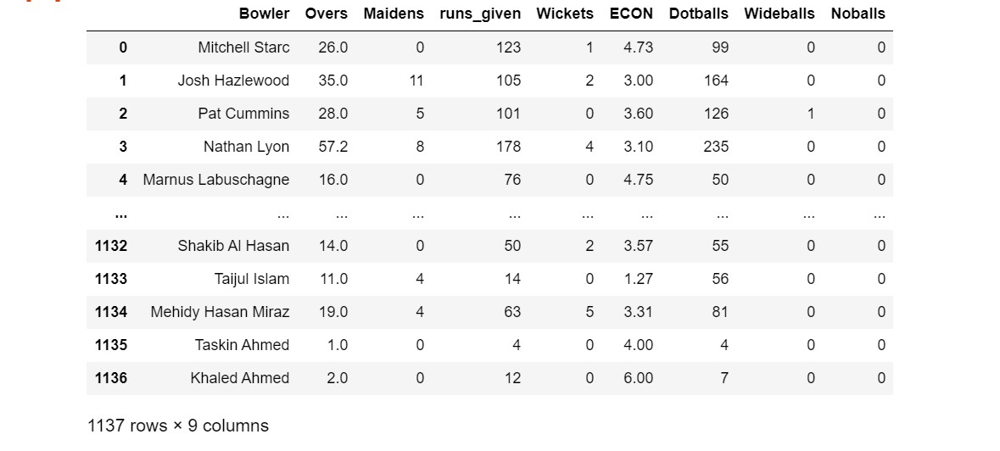 Bowler Overs Maidens runs_given Wickets ECON Dotballs Wideballs Noballs
0 Mitchell Starc 26.0 0 123 1 4.73 99 0 0
1 Josh Hazlewood 35.0 11 105 2 3.00 164 0 0
2 Pat Cummins 28.0 5 101 0 3.60 126 1 0
3 Nathan Lyon 57.2 8 178 4 3.10 235 0 0
4 Marnus Labuschagne 16.0 0 76 0 4.75 50 0 0
... ... ... ... ... ... ... ... ... ...
1132 Shakib Al Hasan 14.0 0 50 2 3.57 55 0 0
1133 Taijul Islam 11.0 4 14 0 1.27 56 0 0
1134 Mehidy Hasan Miraz 19.0 4 63 5 3.31 81 0 0
1135 Taskin Ahmed 1.0 0 4 0 4.00 4 0 0
1136 Khaled Ahmed 2.0 0 12 0 6.00 7 0 0
1137 rows × 9 columns